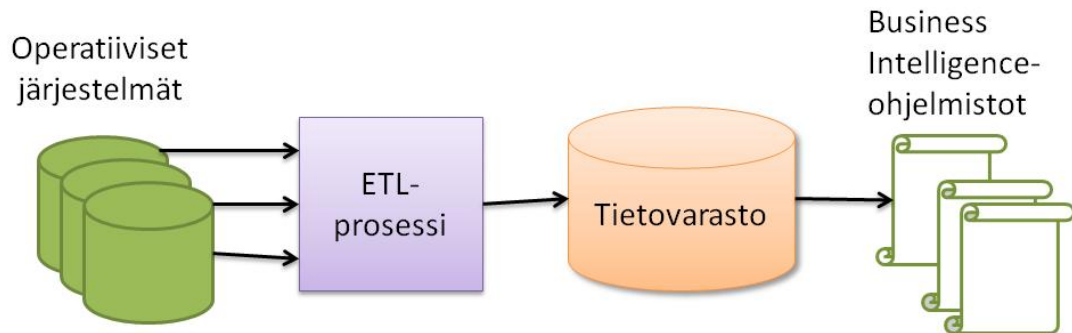 Operatiiviset
järjestelmät
ETL-
prosessi
Tietovarasto
Business
Intelligence-
ohjelmistot